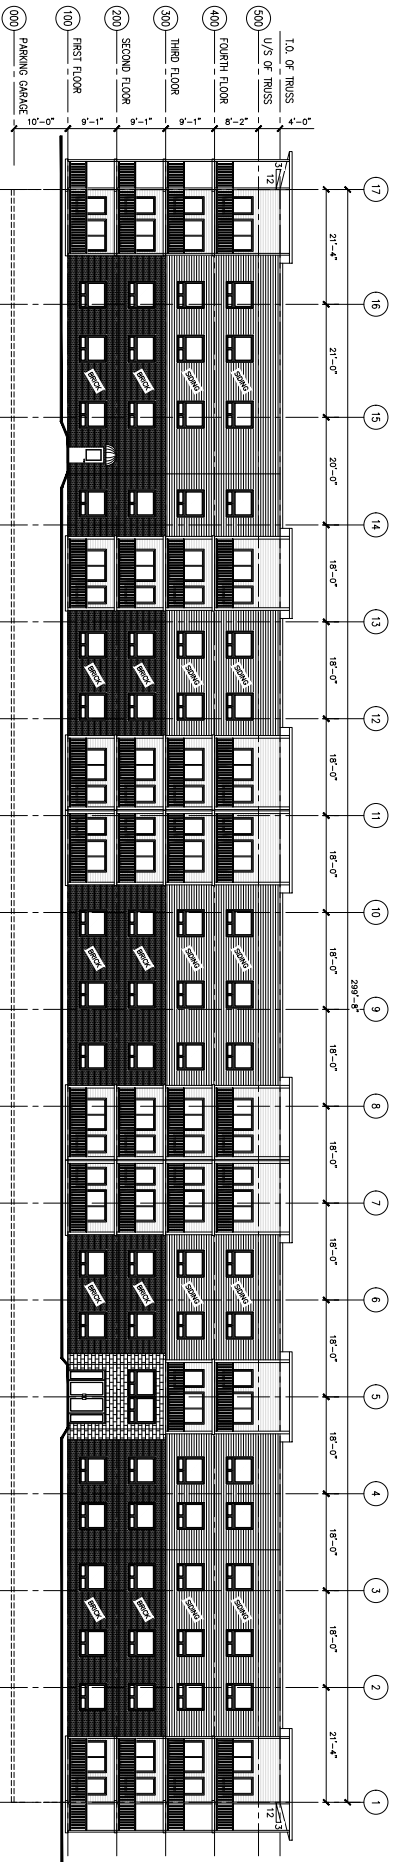 17 16 15 14 13 12 11 10 9 8 7 6 5 4 3 2 1
299'-8"
21'-4" 21'-0" 20'-0" 18'-0" 18'-0" 18'-0" 18'-0" 18'-0" 18'-0" 18'-0" 18'-0" 18'-0" 18'-0" 18'-0" 18'-0" 21'-4"
T.O. OF TRUSS
4'-0"
3
12
12
3
500 U/S OF TRUSS
8'-2"
SIDING SIDING SIDING SIDING SIDING
400 FOURTH FLOOR
9'-1"
SIDING SIDING SIDING SIDING SIDING
300 THIRD FLOOR
9'-1"
BRICK BRICK BRICK BRICK BRICK
200 SECOND FLOOR
9'-1"
BRICK BRICK BRICK BRICK BRICK
100 FIRST FLOOR
10'-0"
000 PARKING GARAGE